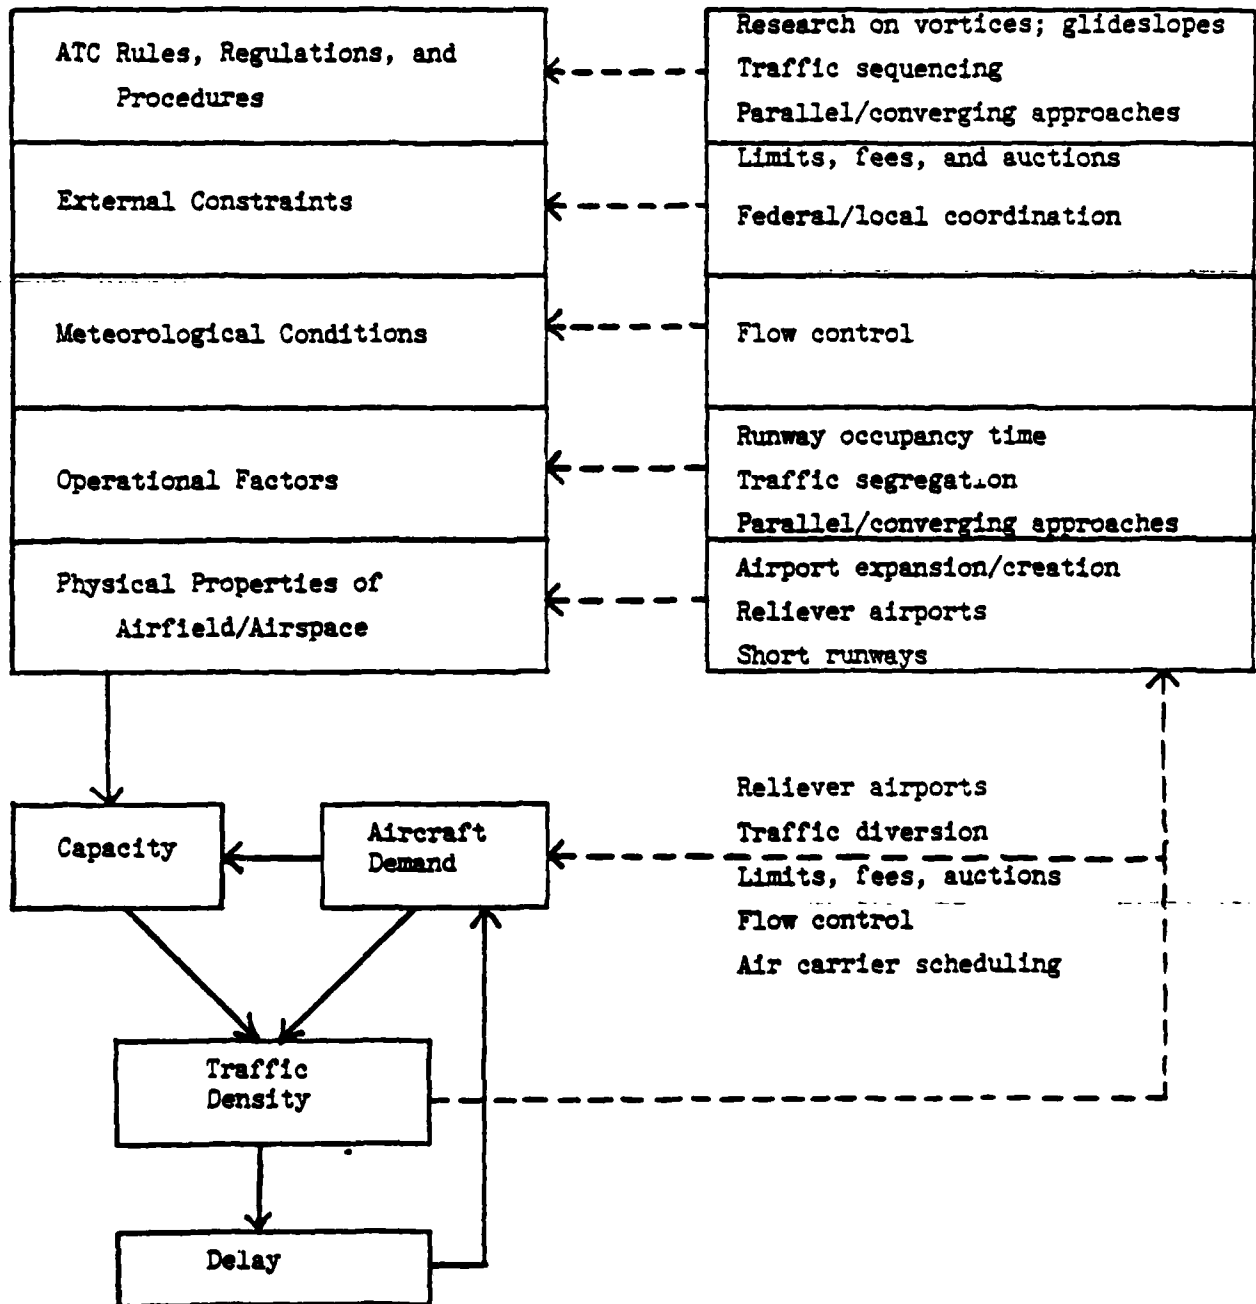 ATC Rules, Regulations, and
Procedures
External Constraints
Meteorological Conditions
Operational Factors
Physical Properties of
Airfield/Airspace
Research on vortices; glideslopes
Traffic sequencing
Parallel/converging approaches
Limits, fees, and auctions
Federal/local coordination
Flow control
Runway occupancy time
Traffic segregation
Parallel/converging approaches
Airport expansion/creation
Reliever airports
Short runways
Capacity
Aircraft
Demand
Reliever airports
Traffic diversion
Limits, fees, auctions
Flow control
Air carrier scheduling
Traffic
Density
Delay